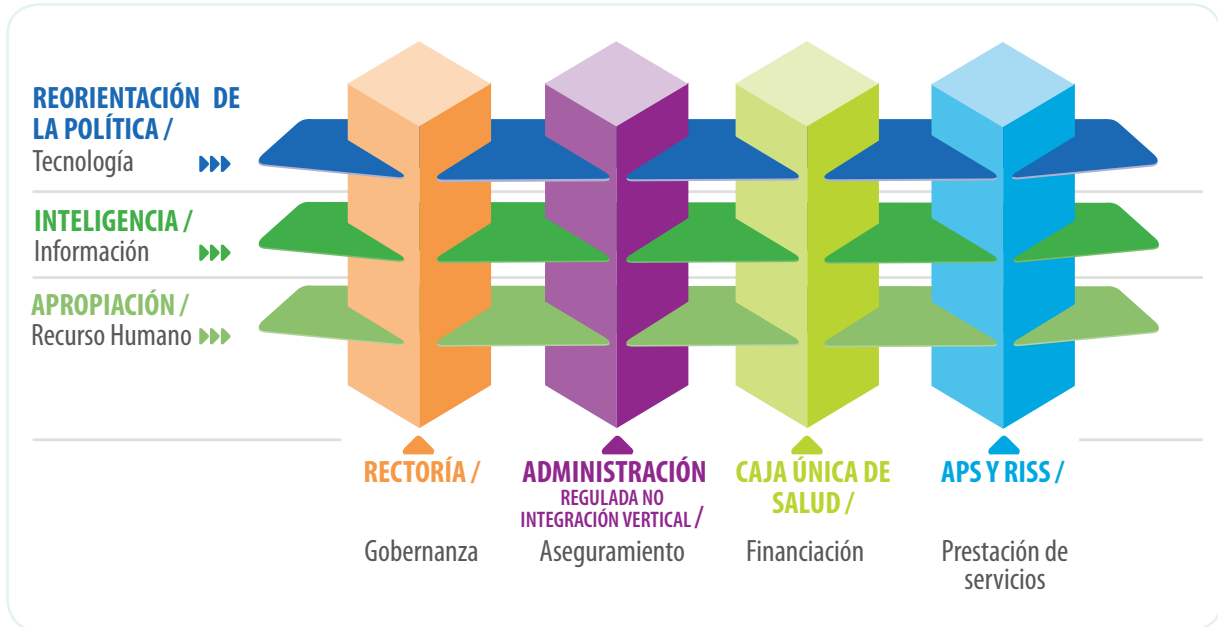 REORIENTACIÓN DE
LA POLÍTICA /
Tecnología
INTELIGENCIA /
Información
APROPIACIÓN /
Recurso Humano
RECTORÍA /
Gobernanza
ADMINISTRACIÓN
REGULADA NO
INTEGRACIÓN VERTICAL /
Aseguramiento
CAJA ÚNICA DE
SALUD /
Financiación
APS Y RISS /
Prestación de
servicios